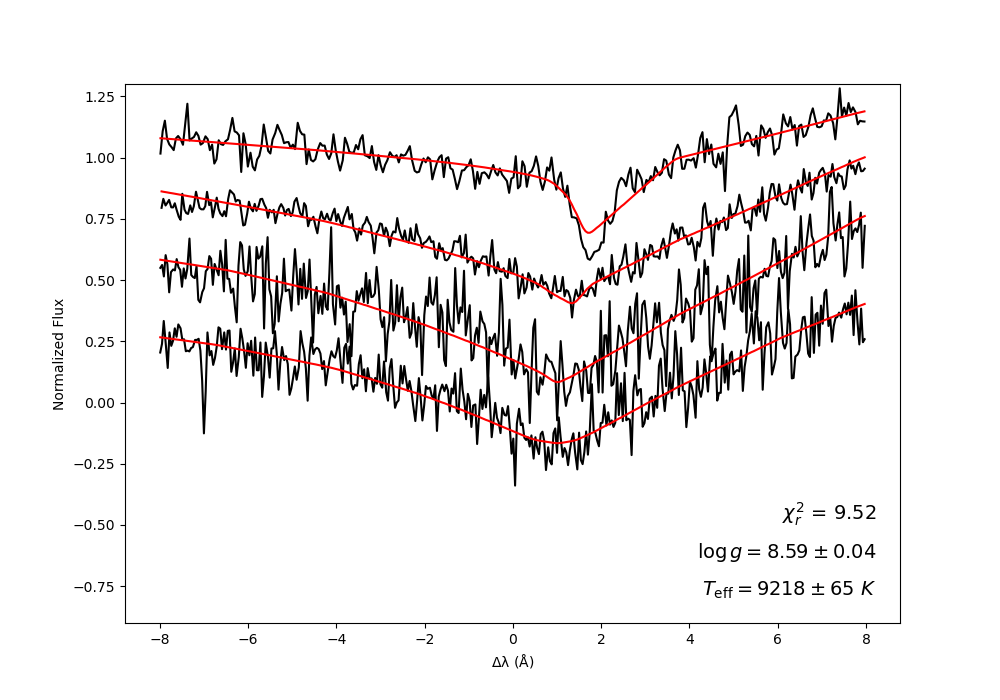 1.25
1.00
0.75
0.50
0.25
0.00
−0.25
−0.50
−0.75
Normalized Flux
χ²ᵣ = 9.52
log g = 8.59 ± 0.04
T_eff = 9218 ± 65 K
−8 −6 −4 −2 0 2 4 6 8
Δλ (Å)